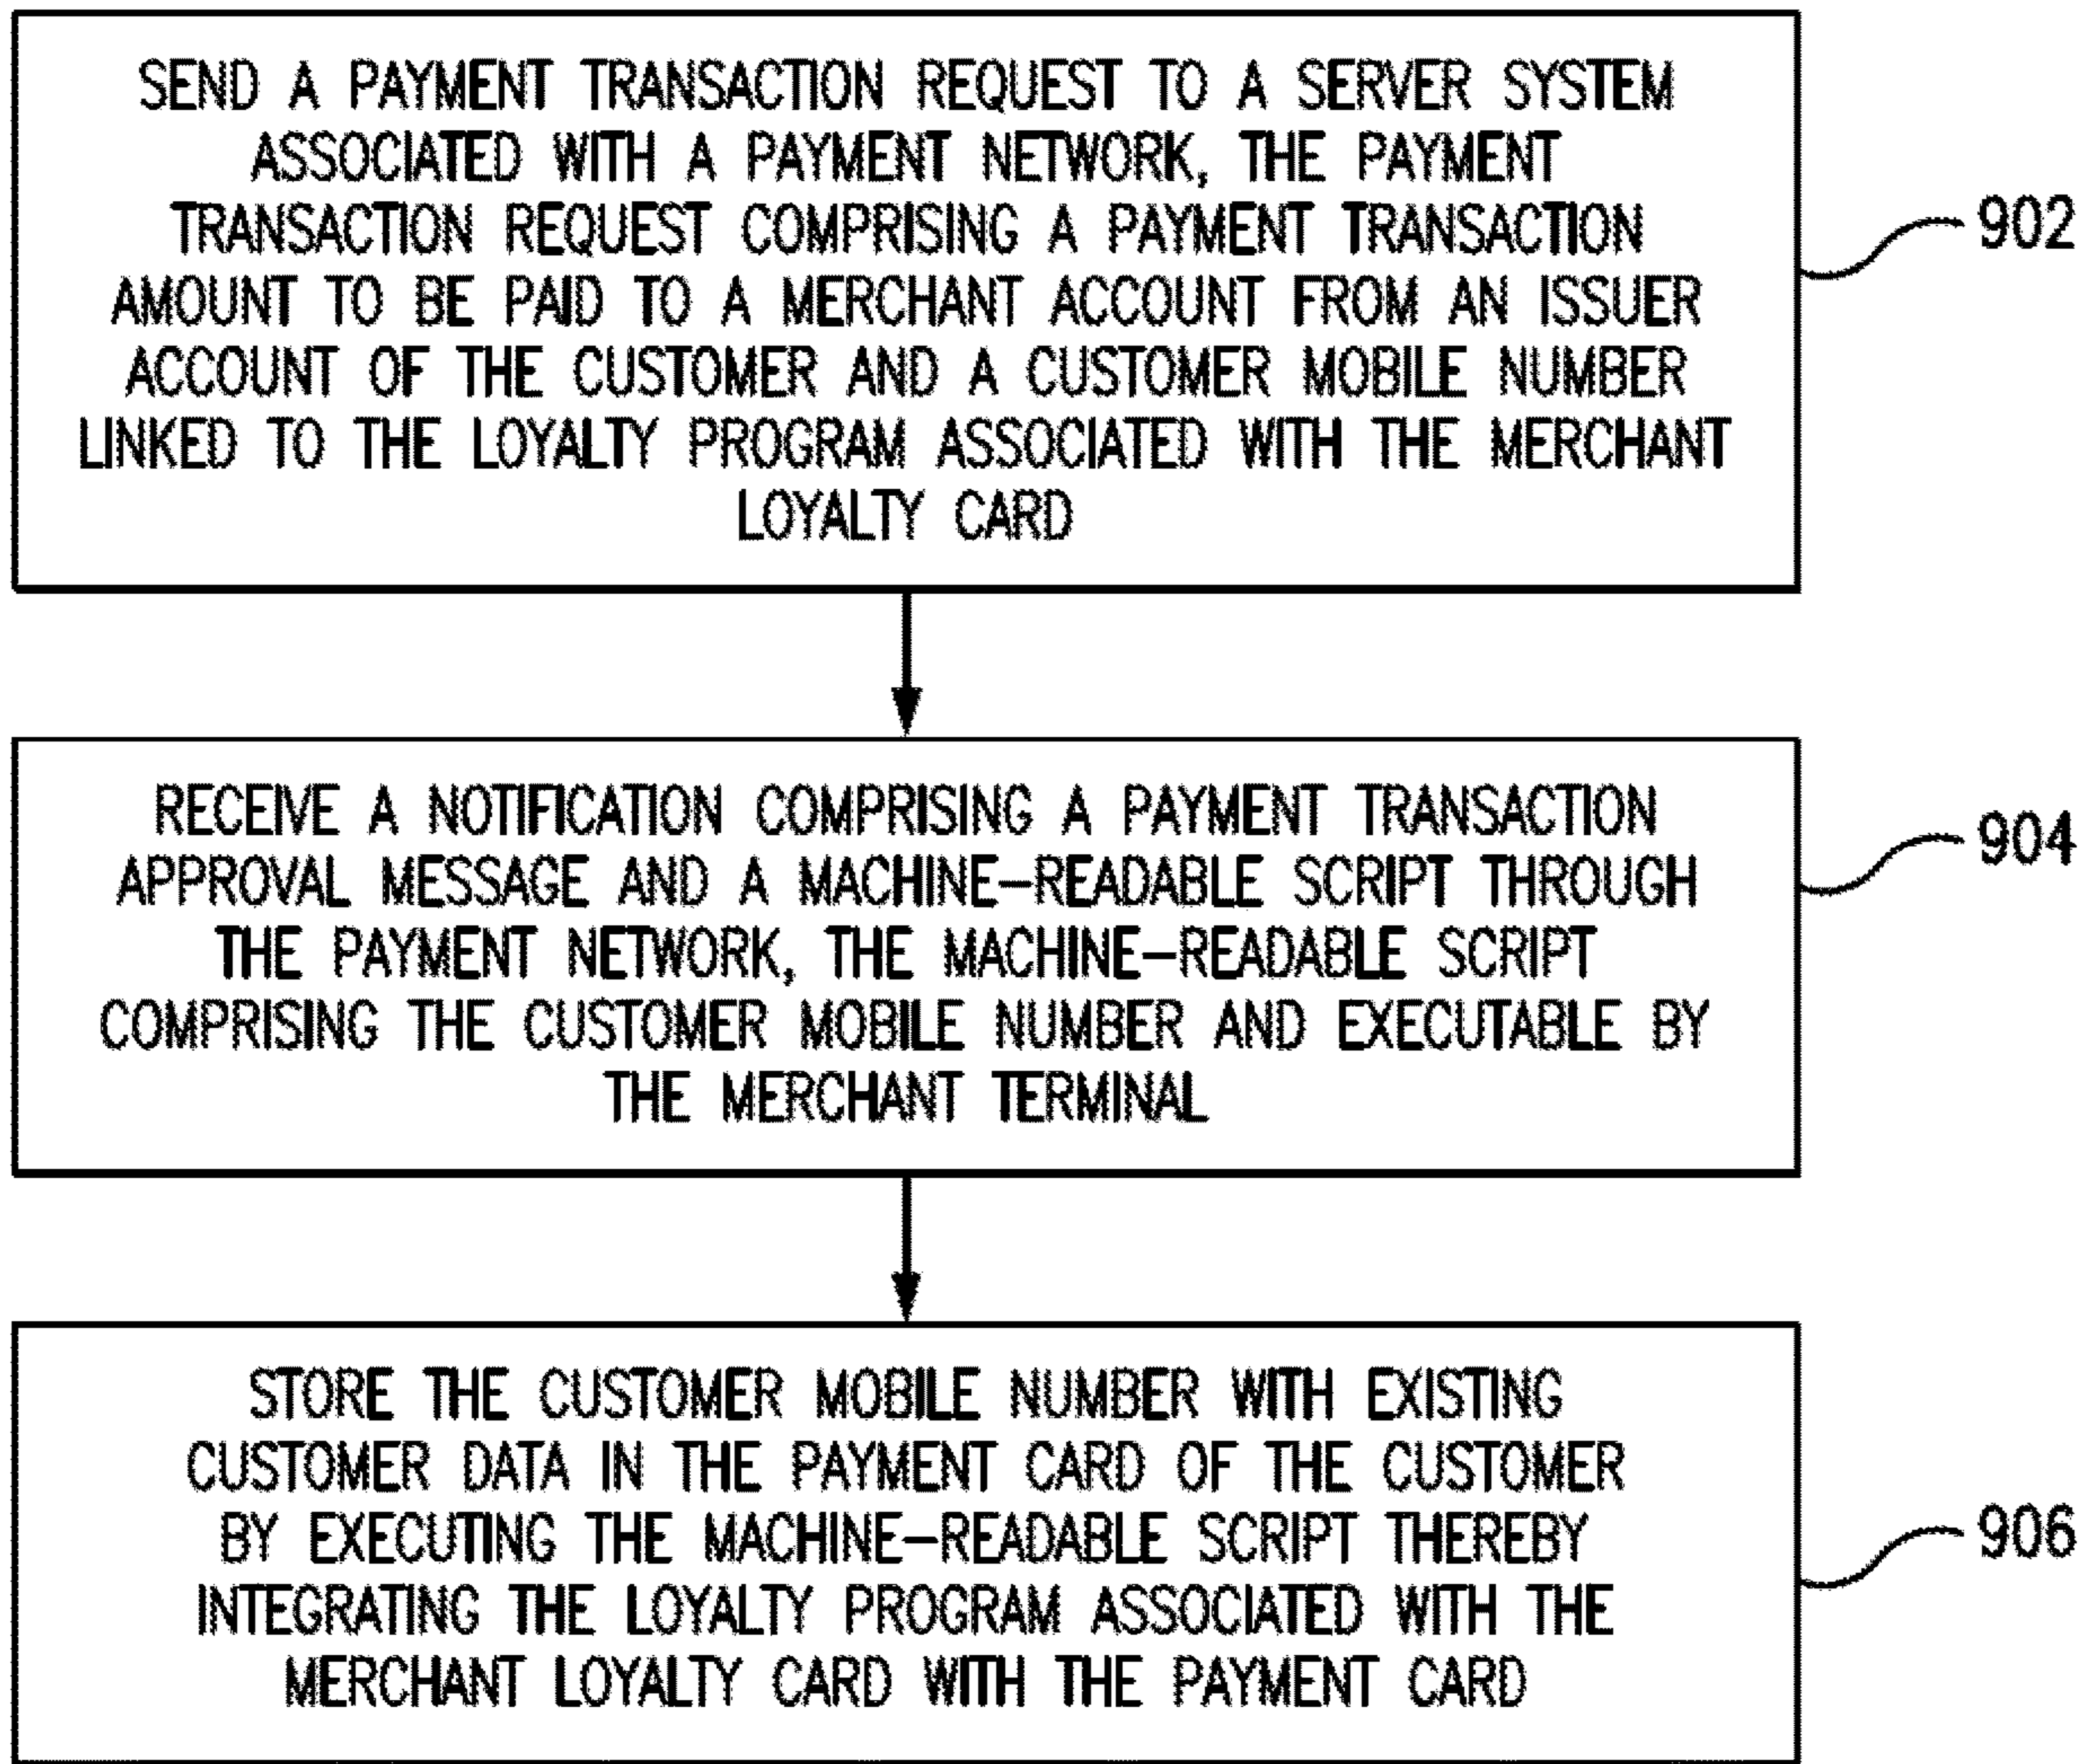 SEND A PAYMENT TRANSACTION REQUEST TO A SERVER SYSTEM
ASSOCIATED WITH A PAYMENT NETWORK, THE PAYMENT
TRANSACTION REQUEST COMPRISING A PAYMENT TRANSACTION
AMOUNT TO BE PAID TO A MERCHANT ACCOUNT FROM AN ISSUER
ACCOUNT OF THE CUSTOMER AND A CUSTOMER MOBILE NUMBER
LINKED TO THE LOYALTY PROGRAM ASSOCIATED WITH THE MERCHANT
LOYALTY CARD
902
RECEIVE A NOTIFICATION COMPRISING A PAYMENT TRANSACTION
APPROVAL MESSAGE AND A MACHINE-READABLE SCRIPT THROUGH
THE PAYMENT NETWORK, THE MACHINE-READABLE SCRIPT
COMPRISING THE CUSTOMER MOBILE NUMBER AND EXECUTABLE BY
THE MERCHANT TERMINAL
904
STORE THE CUSTOMER MOBILE NUMBER WITH EXISTING
CUSTOMER DATA IN THE PAYMENT CARD OF THE CUSTOMER
BY EXECUTING THE MACHINE-READABLE SCRIPT THEREBY
INTEGRATING THE LOYALTY PROGRAM ASSOCIATED WITH THE
MERCHANT LOYALTY CARD WITH THE PAYMENT CARD
906